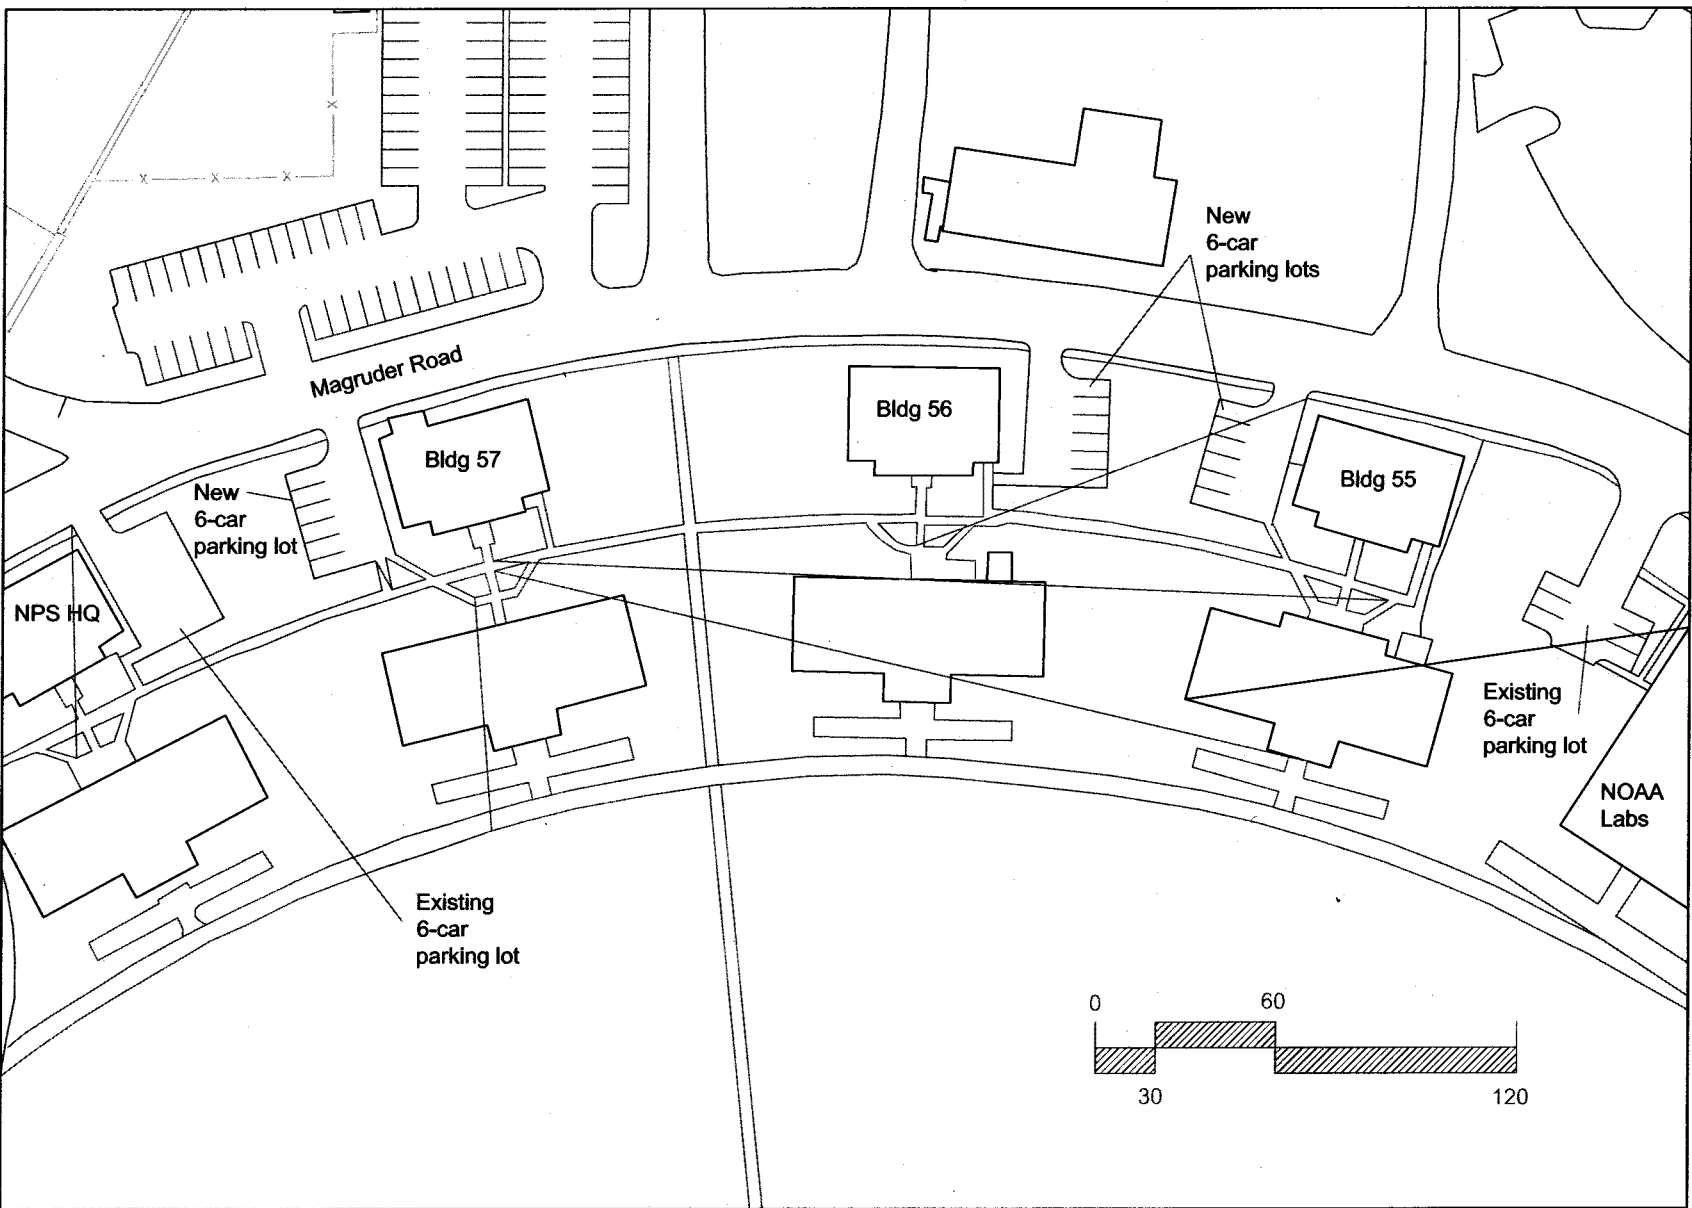 New
6-car
parking lots
Magruder Road
Bldg 56
Bldg 57
Bldg 55
New
6-car
parking lot
NPS HQ
Existing
6-car
parking lot
NOAA
Labs
Existing
6-car
parking lot
0 60
30 120